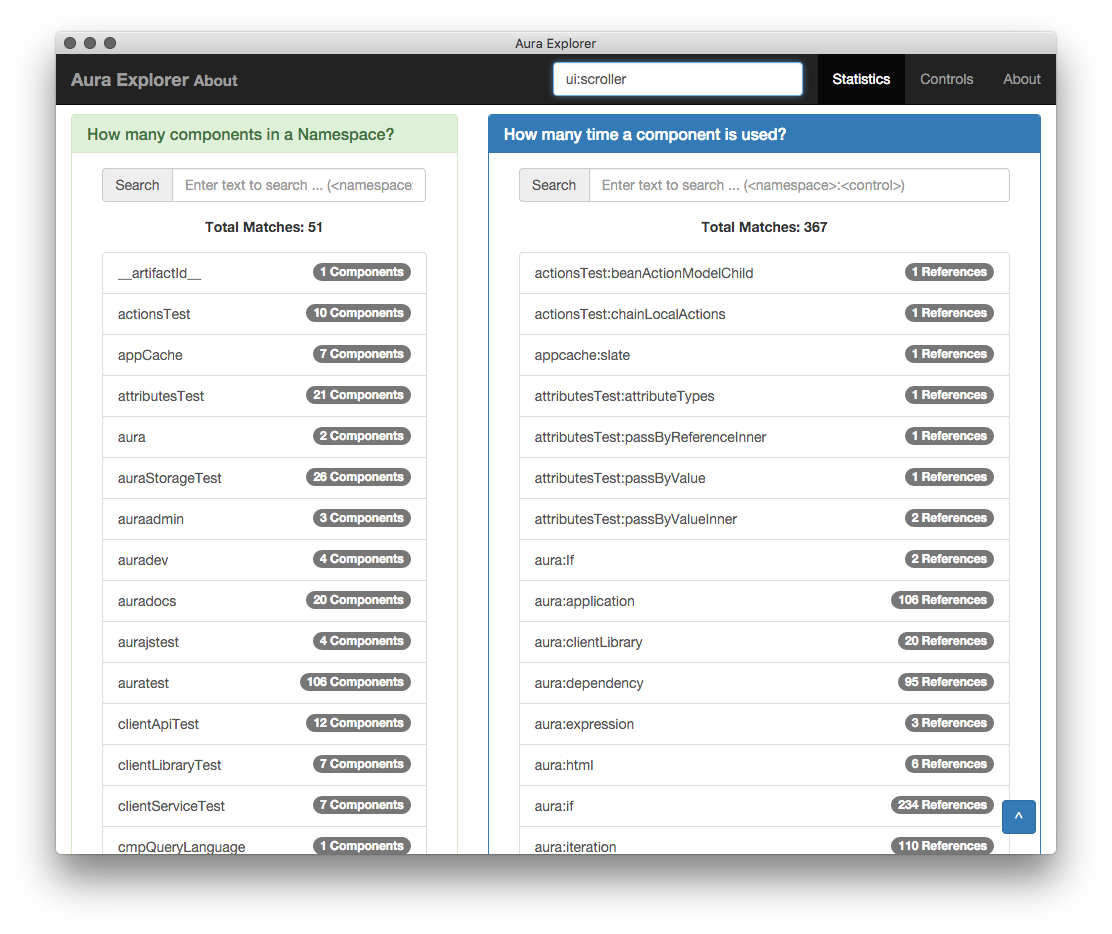 Aura Explorer
Aura Explorer About
ui:scroller
Statistics
Controls
About
How many components in a Namespace?
Search
Enter text to search ... (<namespace:
Total Matches: 51
__artifactId__ 1 Components
actionsTest 10 Components
appCache 7 Components
attributesTest 21 Components
aura 2 Components
auraStorageTest 26 Components
auraadmin 3 Components
auradev 4 Components
auradocs 20 Components
aurajstest 4 Components
auratest 106 Components
clientApiTest 12 Components
clientLibraryTest 7 Components
clientServiceTest 7 Components
cmpQueryLanguage 1 Components
How many time a component is used?
Search
Enter text to search ... (<namespace>:<control>)
Total Matches: 367
actionsTest:beanActionModelChild 1 References
actionsTest:chainLocalActions 1 References
appcache:slate 1 References
attributesTest:attributeTypes 1 References
attributesTest:passByReferenceInner 1 References
attributesTest:passByValue 1 References
attributesTest:passByValueInner 2 References
aura:If 2 References
aura:application 106 References
aura:clientLibrary 20 References
aura:dependency 95 References
aura:expression 3 References
aura:html 6 References
aura:if 234 References
aura:iteration 110 References
^